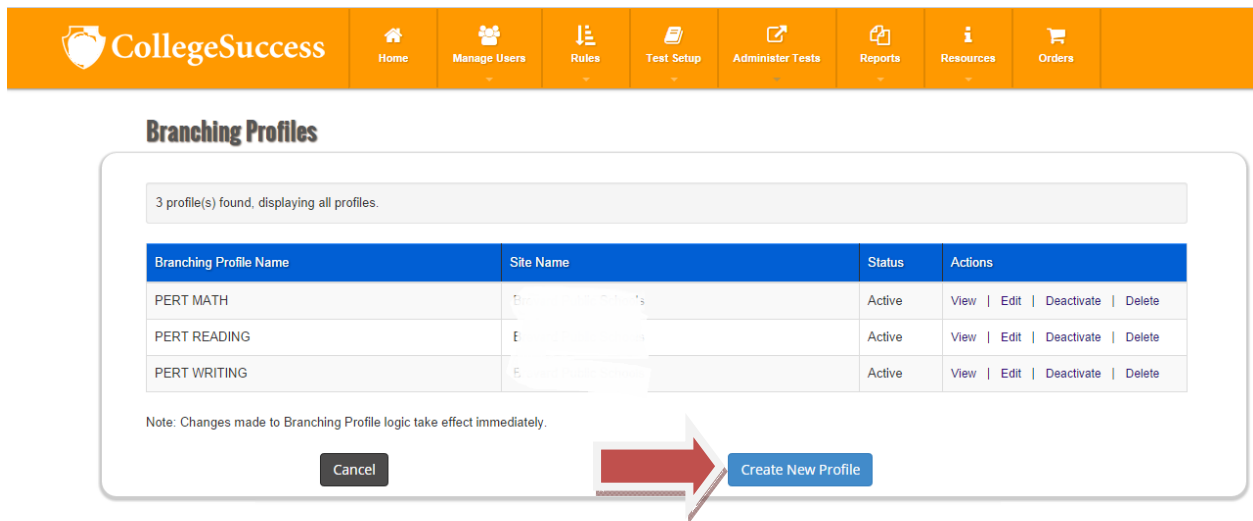 CollegeSuccess
Home
Manage Users
Rules
Test Setup
Administer Tests
Reports
Resources
Orders
Branching Profiles
3 profile(s) found, displaying all profiles.
Branching Profile Name Site Name Status Actions
PERT MATH Active View | Edit | Deactivate | Delete
PERT READING Active View | Edit | Deactivate | Delete
PERT WRITING Active View | Edit | Deactivate | Delete
Note: Changes made to Branching Profile logic take effect immediately.
Cancel Create New Profile